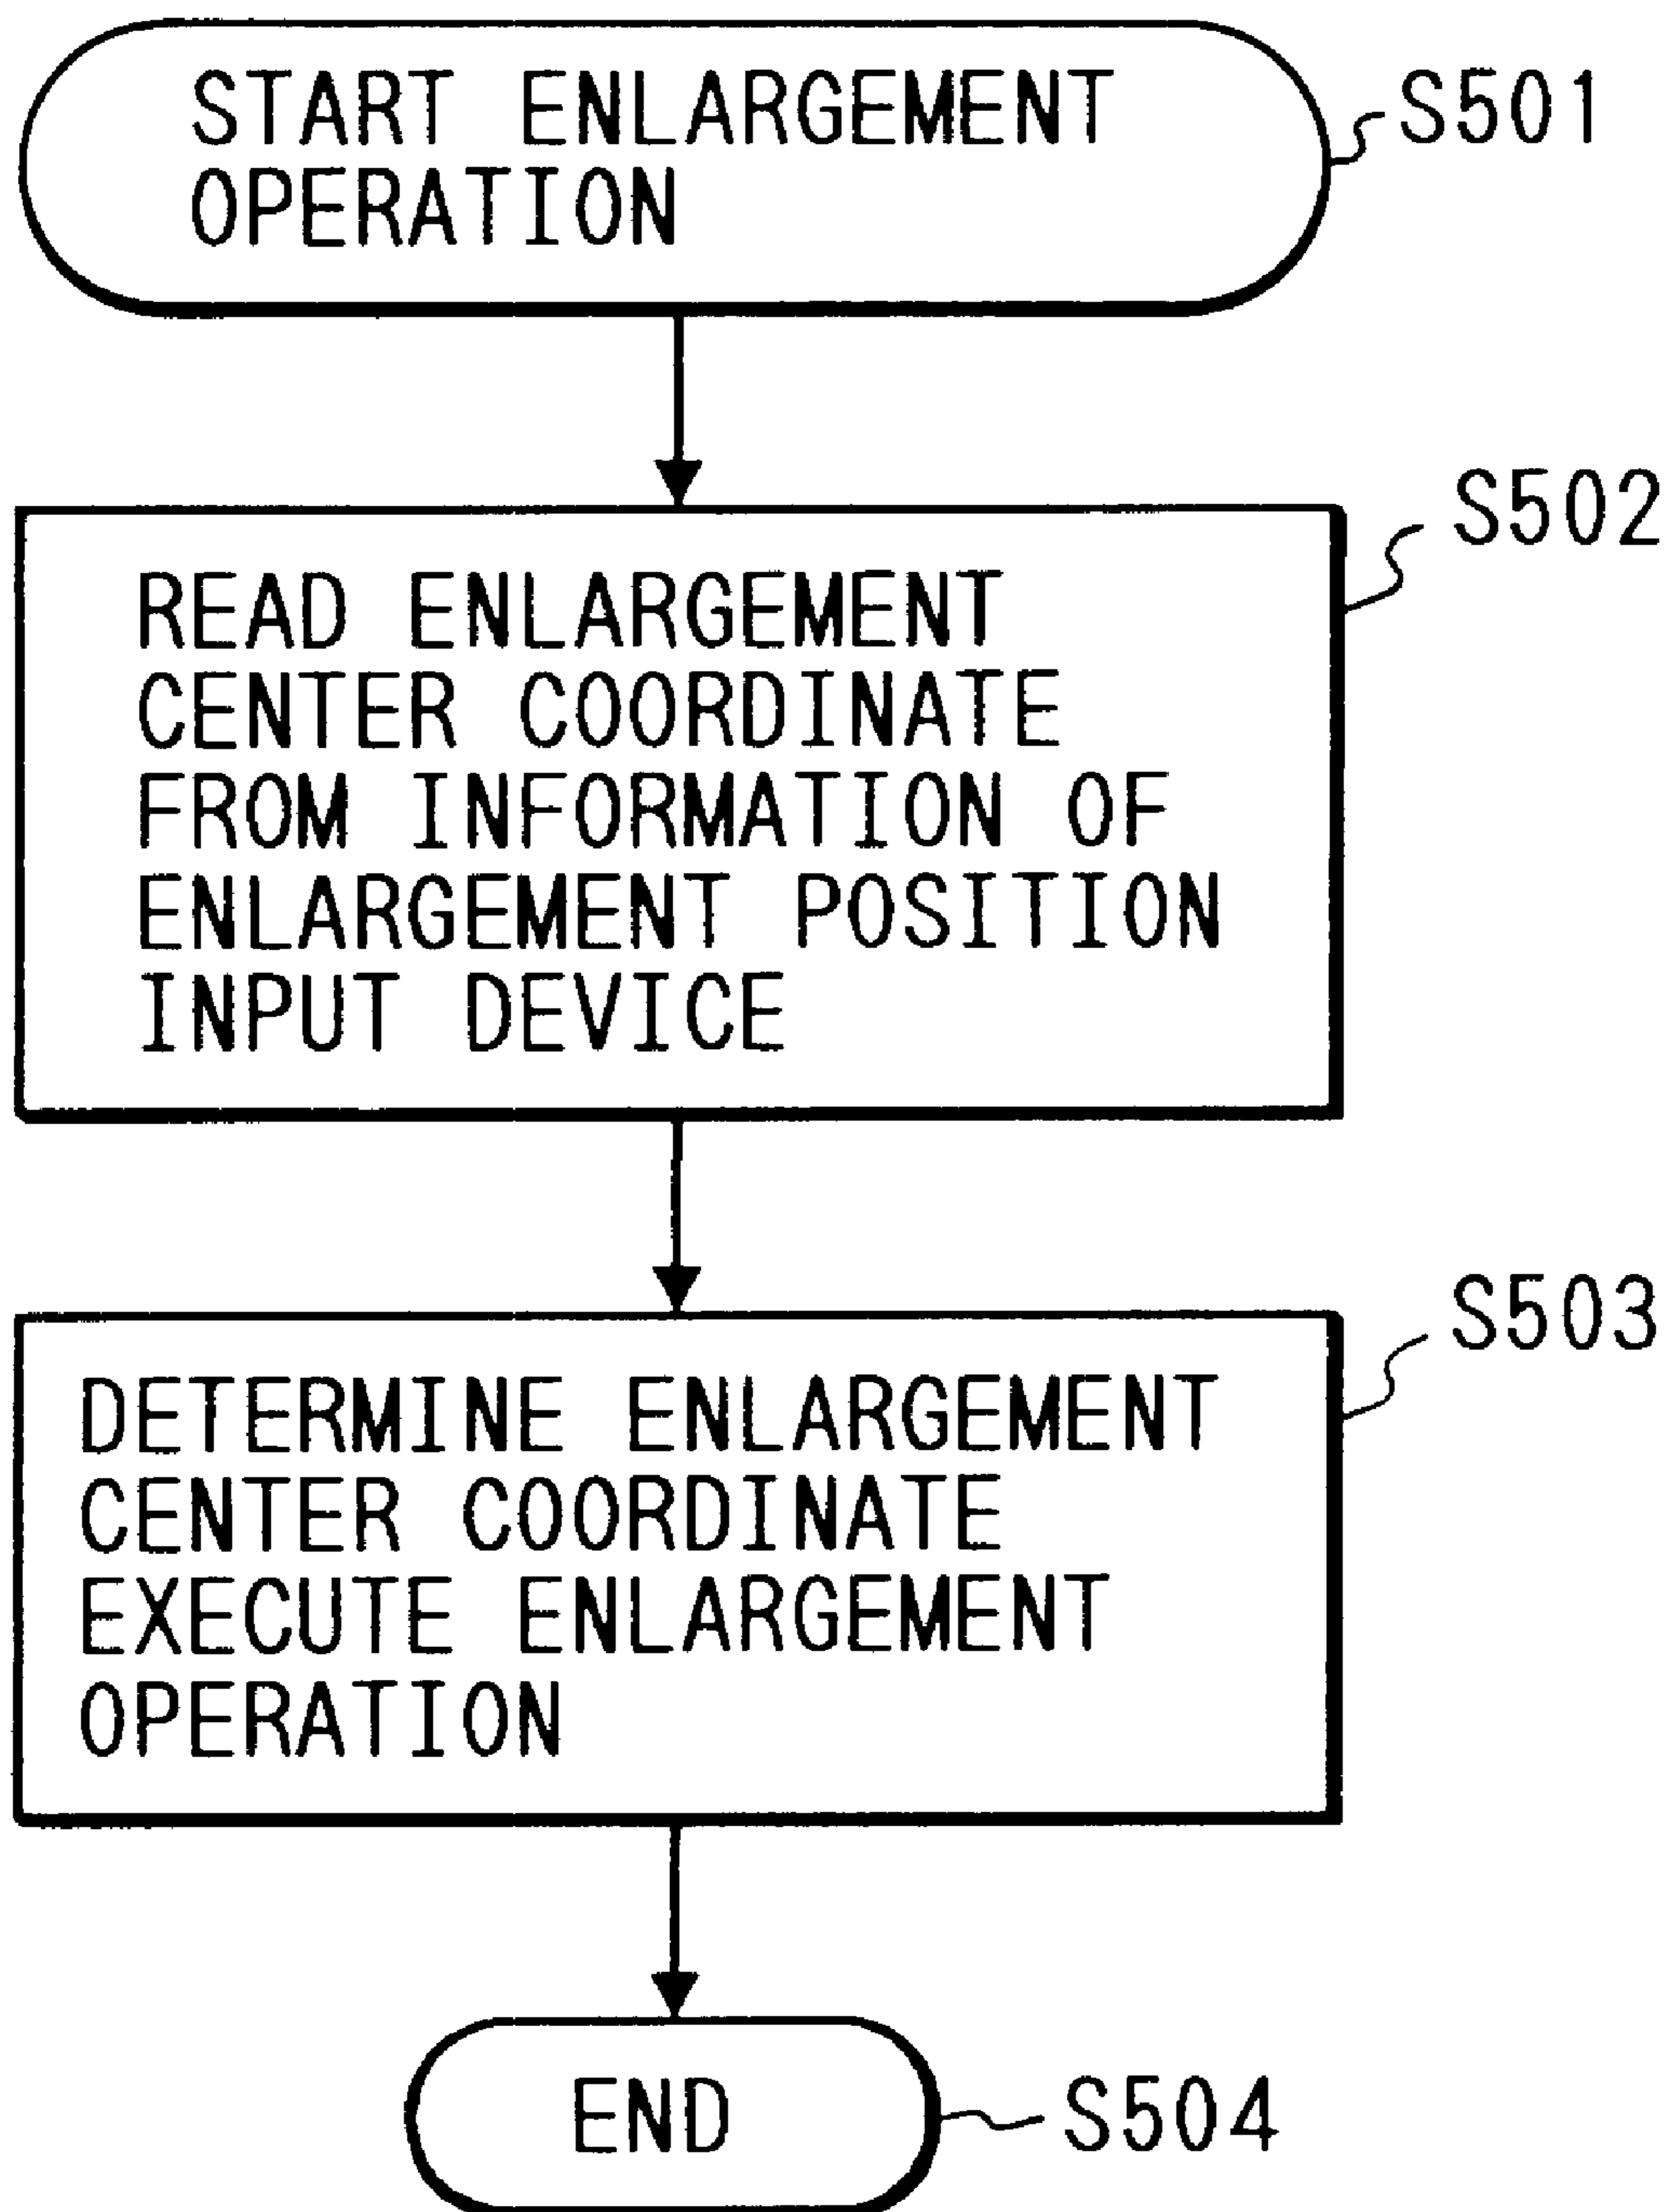 START ENLARGEMENT
OPERATION
S501
READ ENLARGEMENT
CENTER COORDINATE
FROM INFORMATION OF
ENLARGEMENT POSITION
INPUT DEVICE
S502
DETERMINE ENLARGEMENT
CENTER COORDINATE
EXECUTE ENLARGEMENT
OPERATION
S503
END
S504